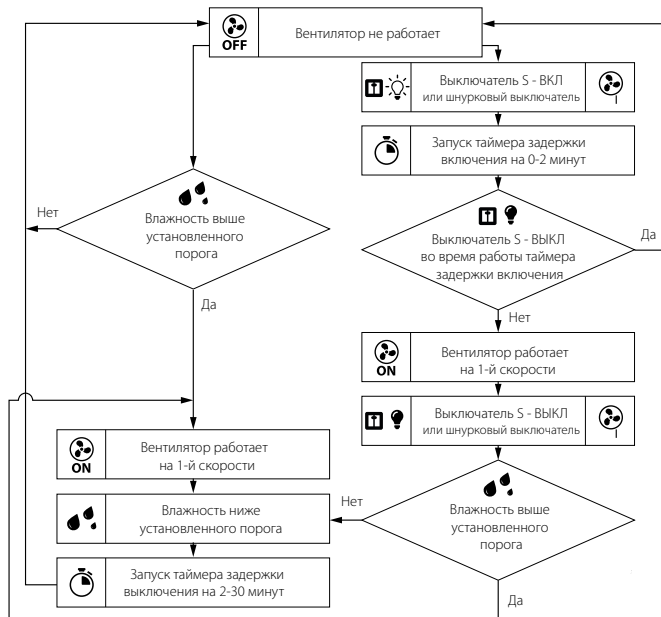 OFF
Вентилятор не работает
Выключатель S - ВКЛ
или шнурковый выключатель
Запуск таймера задержки
включения на 0-2 минут
Нет
Влажность выше
установленного
порога
Да
Выключатель S - ВЫКЛ
во время работы таймера
задержки включения
Да
Нет
ON
Вентилятор работает
на 1-й скорости
Выключатель S - ВЫКЛ
или шнурковый выключатель
ON
Вентилятор работает
на 1-й скорости
Влажность ниже
установленного порога
Нет
Влажность выше
установленного
порога
Запуск таймера задержки
выключения на 2-30 минут
Да